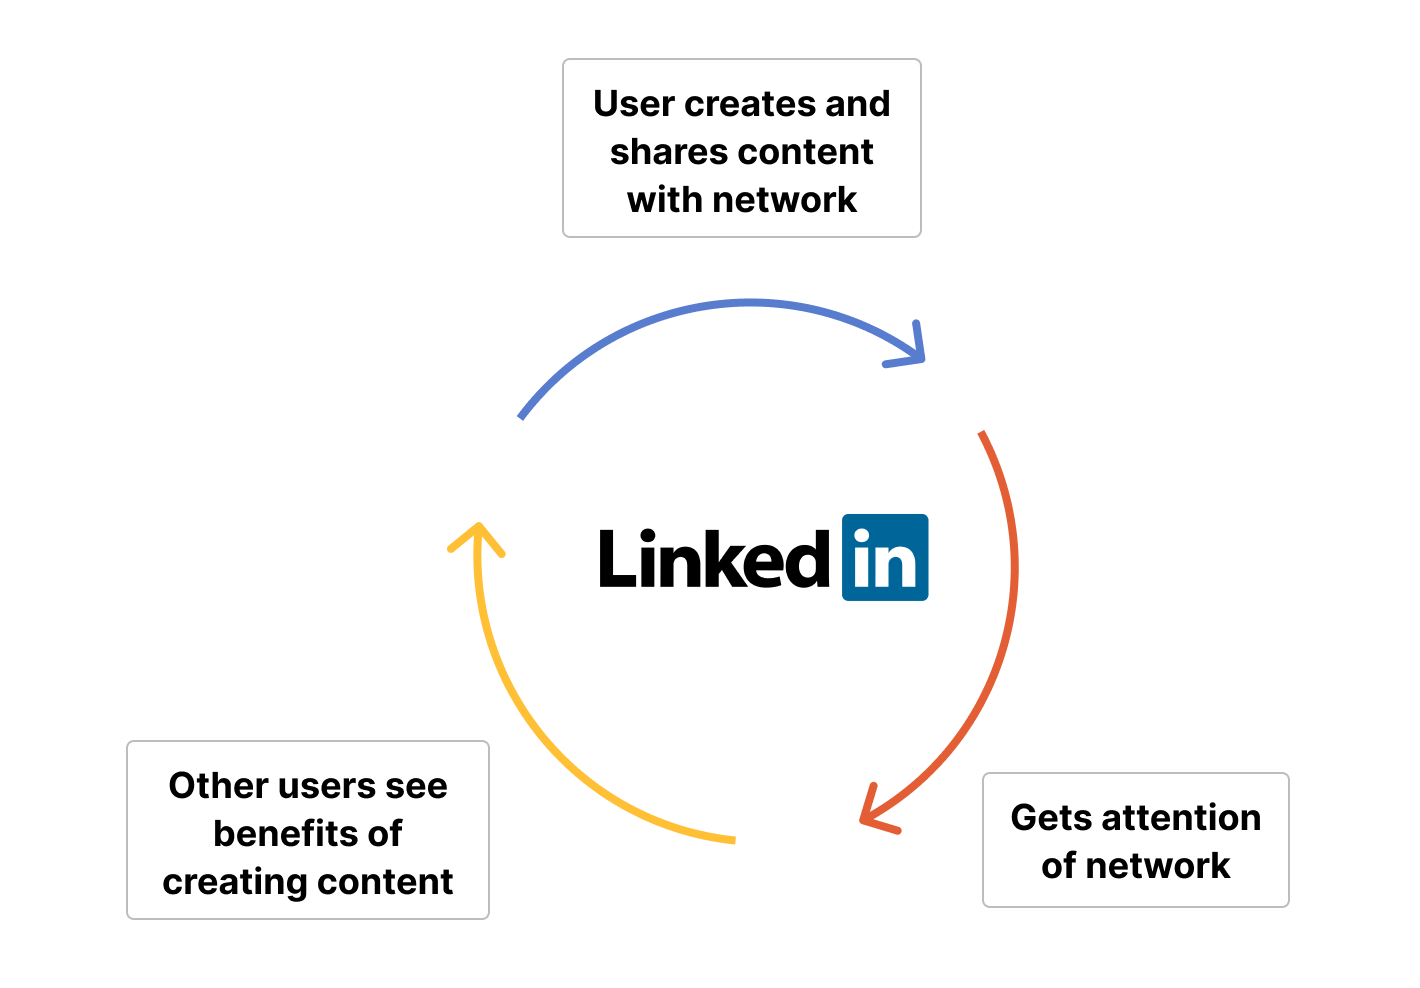 User creates and
shares content
with network
Linked in
Other users see
benefits of
creating content
Gets attention
of network